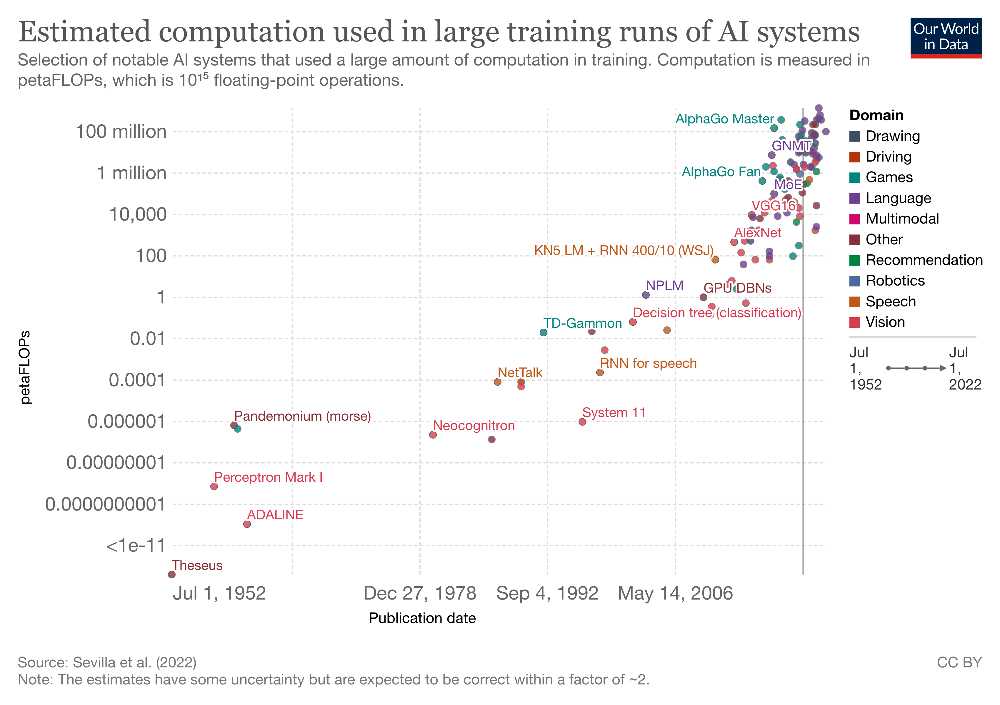 Estimated computation used in large training runs of AI systems
Our World
in Data
Selection of notable AI systems that used a large amount of computation in training. Computation is measured in
petaFLOPs, which is 10¹⁵ floating-point operations.
100 million
1 million
10,000
100
1
0.01
0.0001
0.000001
0.00000001
0.0000000001
<1e-11
petaFLOPs
AlphaGo Master
GNMT
AlphaGo Fan
MoE
VGG16
AlexNet
KN5 LM + RNN 400/10 (WSJ)
NPLM
GPU DBNs
Decision tree (classification)
TD-Gammon
RNN for speech
NetTalk
System 11
Pandemonium (morse)
Neocognitron
Perceptron Mark I
ADALINE
Theseus
Jul 1, 1952
Dec 27, 1978
Sep 4, 1992
May 14, 2006
Publication date
Domain
Drawing
Driving
Games
Language
Multimodal
Other
Recommendation
Robotics
Speech
Vision
Jul
1,
1952
Jul
1,
2022
Source: Sevilla et al. (2022)
CC BY
Note: The estimates have some uncertainty but are expected to be correct within a factor of ~2.